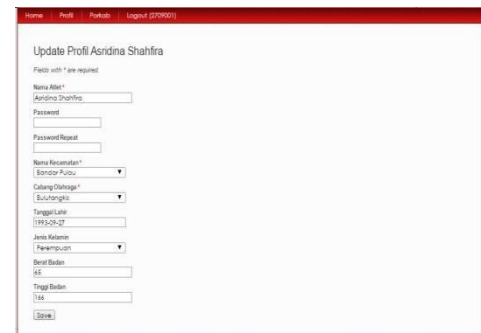 Home Profil Porkab Logout (0709001)
Update Profil Asridina Shahfira
Fields with * are required.
Nama Atlet *
Asridina Shahfira
Password
Password Repeat
Nama Kecamatan *
Bandar Pulau
Cabang Olahraga *
Bulutangkis
Tanggal Lahir
1993-09-27
Jenis Kelamin
Perempuan
Berat Badan
65
Tinggi Badan
166
Save